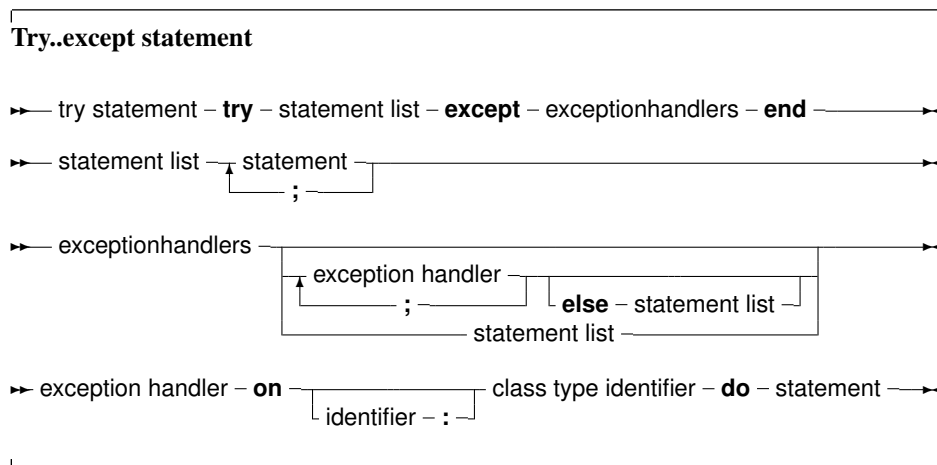 Try..except statement
try statement – try – statement list – except – exceptionhandlers – end
statement list statement
;
exceptionhandlers
exception handler
; else – statement list
statement list
exception handler – on class type identifier – do – statement
identifier – :